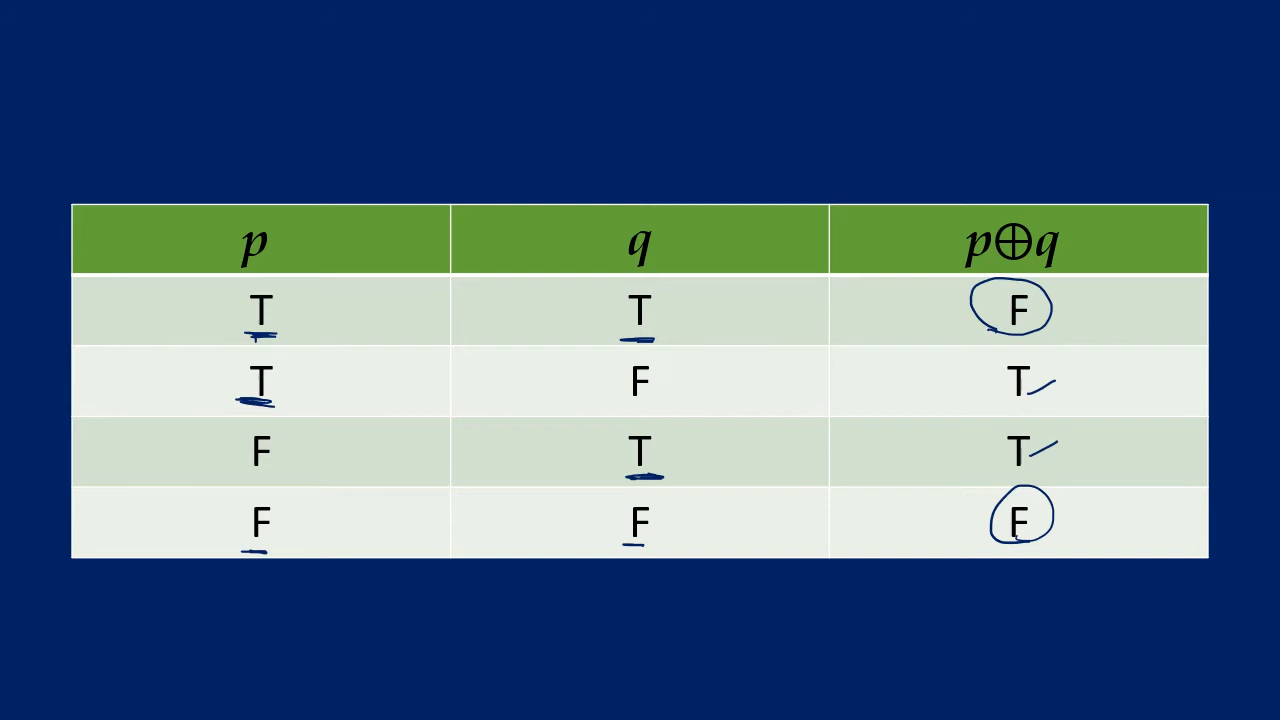 p q p⊕q
T T F
T F T
F T T
F F F